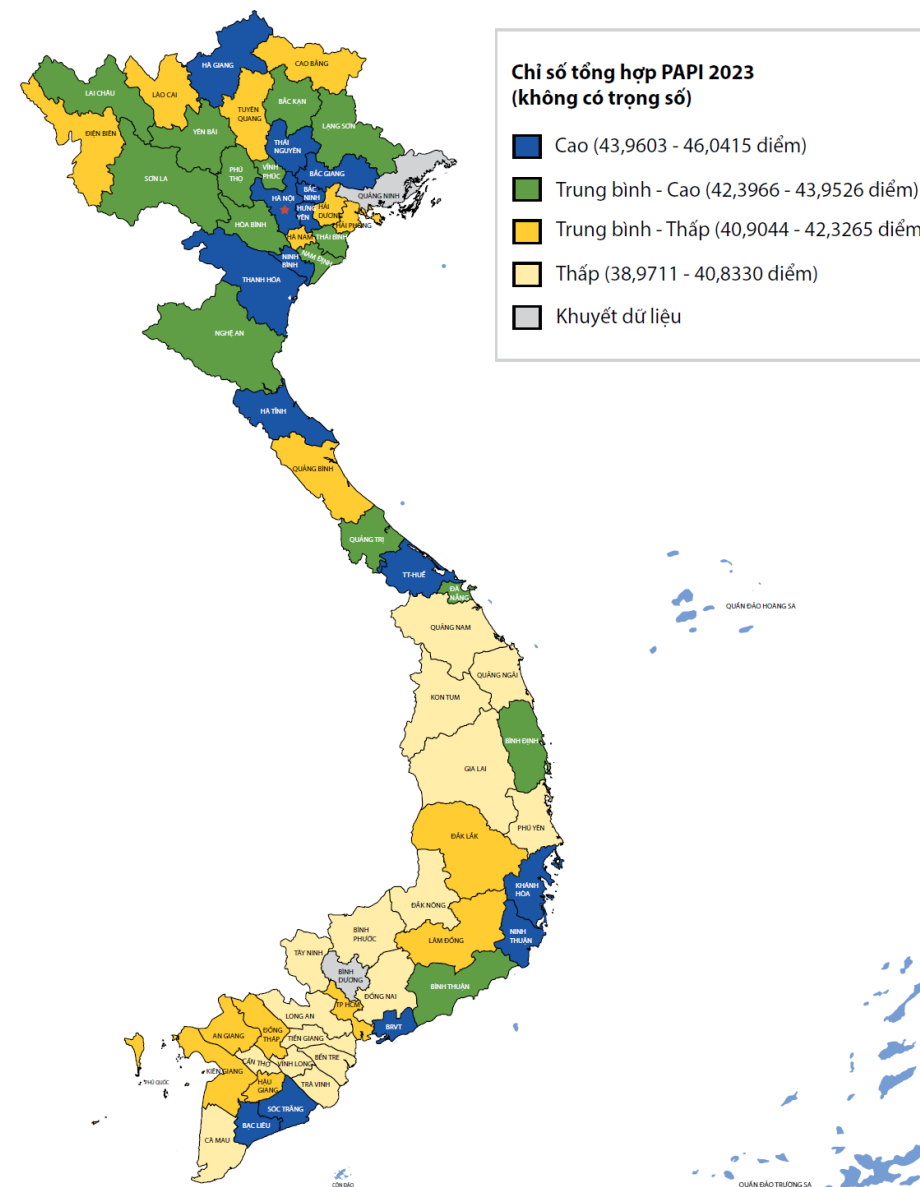 Chỉ số tổng hợp PAPI 2023
(không có trọng số)
Cao (43,9603 - 46,0415 diểm)
Trung bình - Cao (42,3966 - 43,9526 điểm)
Trung bình - Thấp (40,9044 - 42,3265 điểm
Thấp (38,9711 - 40,8330 điểm)
Khuyết dữ liệu
HÀ GIANG
CAO BẰNG
LAI CHÂU
LÀO CAI
BẮC KẠN
TUYÊN
QUANG
ĐIỆN BIÊN
YÊN BÁI
LẠNG SƠN
THÁI
NGUYÊN
SƠN LA
PHÚ
THỌ
VĨNH
PHÚC
BẮC GIANG
BẮC
NINH
QUẢNG NINH
HÀ NỘI
HƯNG
YÊN
HẢI
DƯƠNG
HẢI PHÒNG
HÒA BÌNH
HÀ NAM
THÁI BÌNH
NINH
BÌNH
NAM ĐỊNH
THANH HÓA
NGHỆ AN
HÀ TĨNH
QUẢNG BÌNH
QUẢNG TRỊ
TT-HUẾ
ĐÀ
NẴNG
QUẦN ĐẢO HOÀNG SA
QUẢNG NAM
QUẢNG NGÃI
KON TUM
BÌNH ĐỊNH
GIA LAI
PHÚ YÊN
ĐẮK LẮK
KHÁNH
HÒA
ĐẮK NÔNG
NINH
THUẬN
LÂM ĐỒNG
BÌNH
PHƯỚC
TÂY NINH
BÌNH
DƯƠNG
BÌNH THUẬN
ĐỒNG NAI
TP HCM
LONG AN
BRVT
AN GIANG
ĐỒNG
THÁP
TIỀN GIANG
BẾN TRE
KIÊN GIANG
CẦN THƠ
VĨNH LONG
PHÚ QUỐC
HẬU
GIANG
TRÀ VINH
SÓC TRĂNG
BẠC LIÊU
CÀ MAU
CÔN ĐẢO
QUẦN ĐẢO TRƯỜNG SA